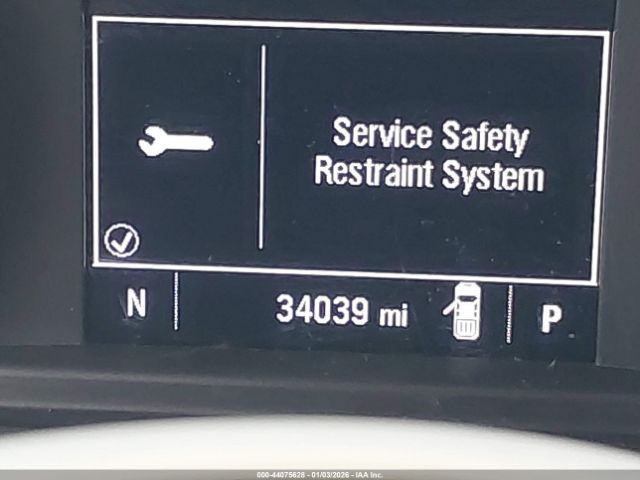 Service Safety
Restraint System
N
34039 mi
P
000-44075628 - 01/03/2026 - IAA Inc.